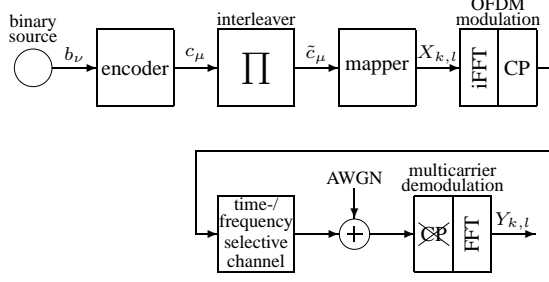 binary
source
interleaver
OFDM
modulation
b_ν
encoder
c_μ
∏
c̃_μ
mapper
X_{k,l}
iFFT
CP
AWGN
multicarrier
demodulation
time-/
frequency
selective
channel
+
CP
FFT
Y_{k,l}